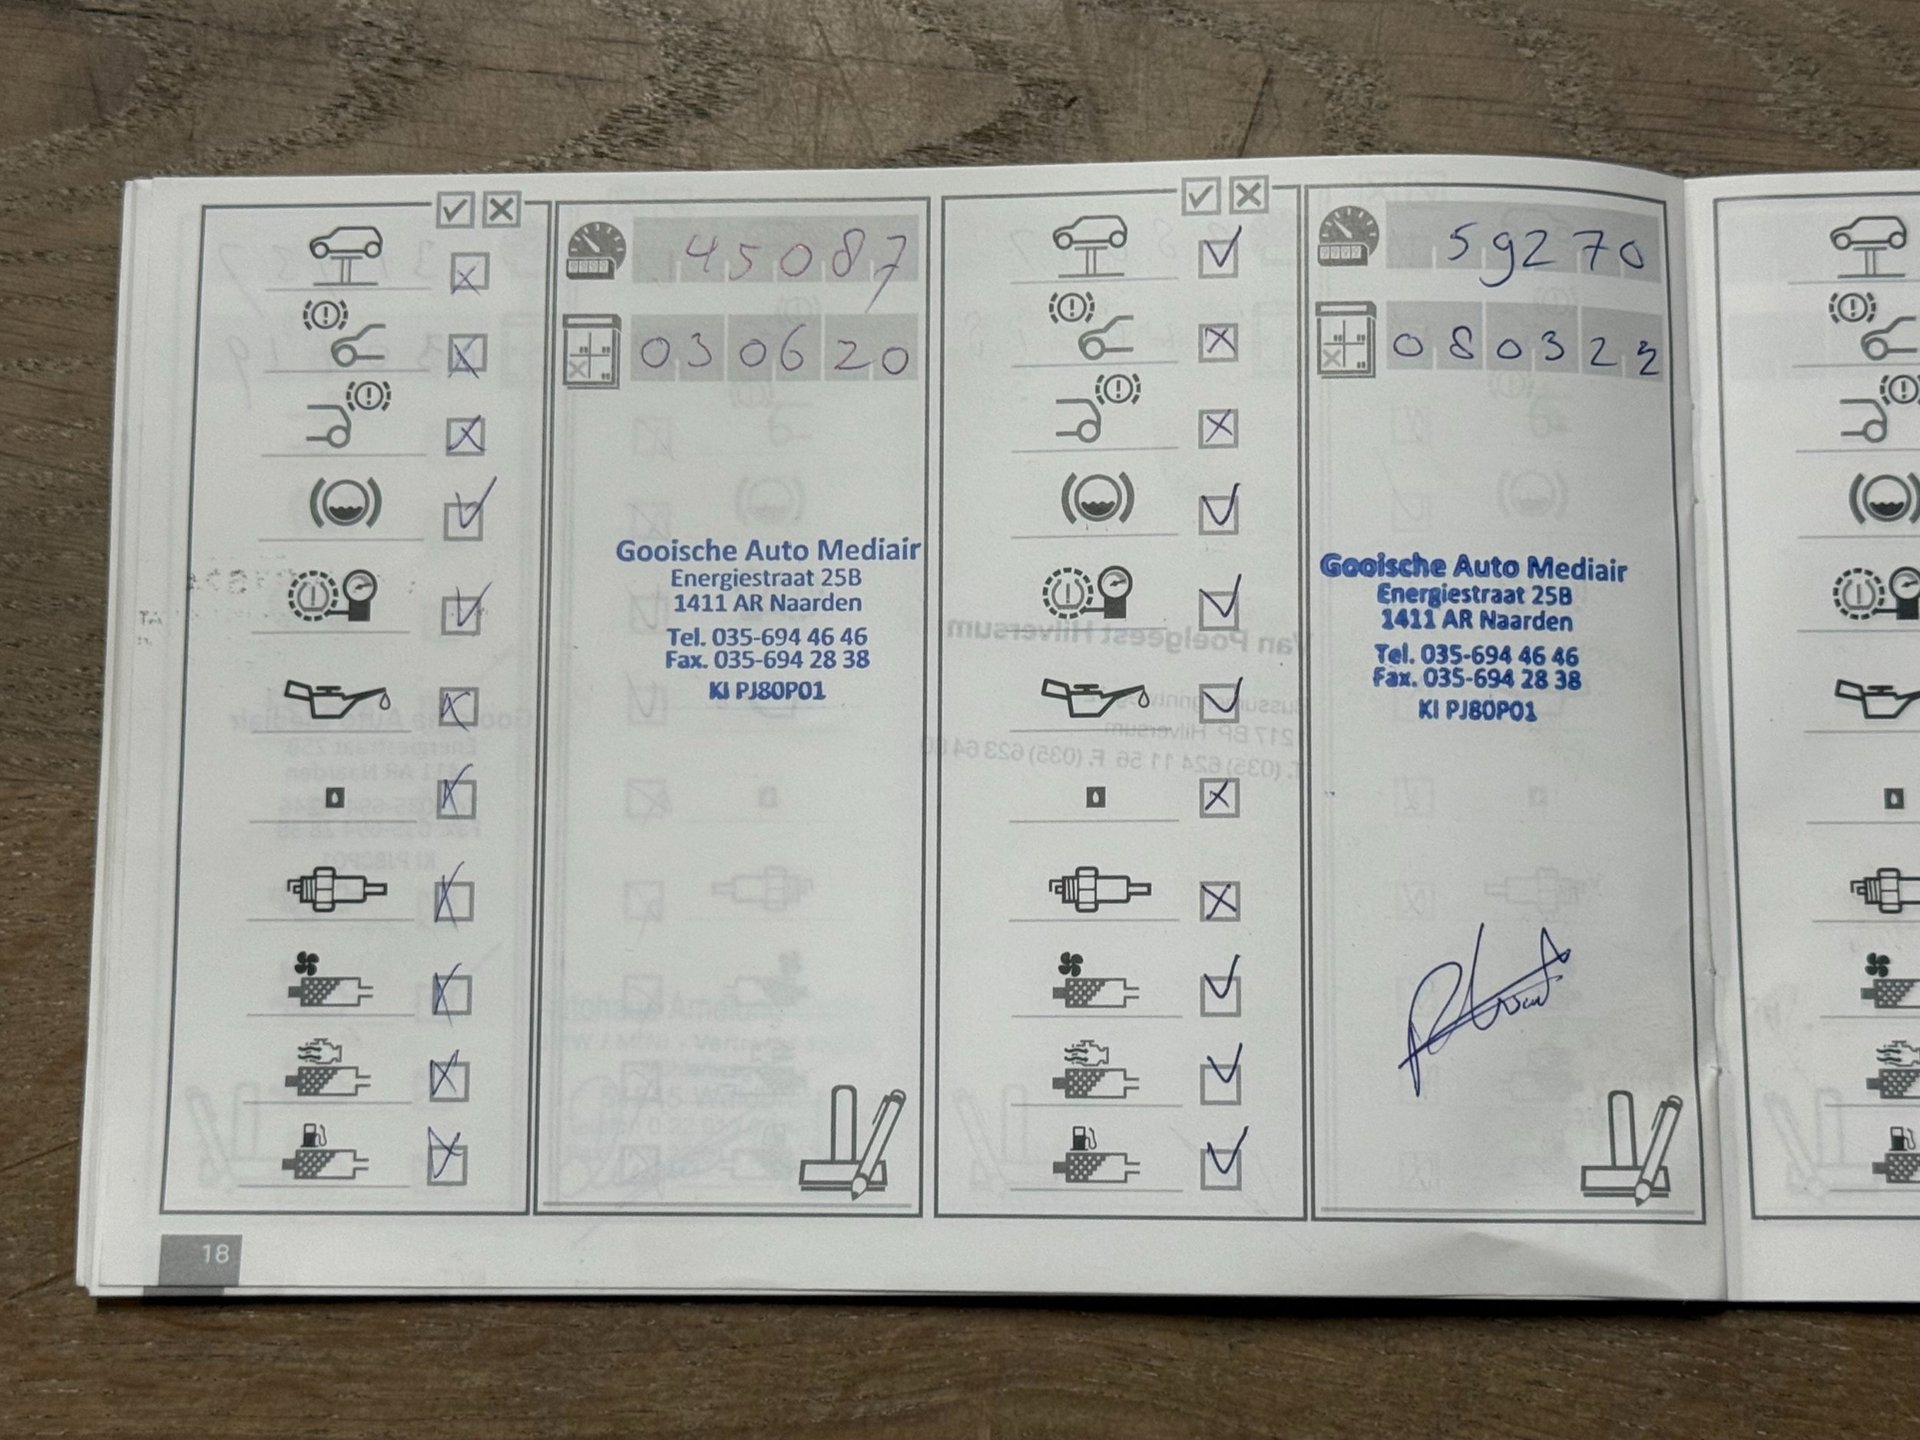 45087
030620
Gooische Auto Mediair
Energiestraat 25B
1411 AR Naarden
Tel. 035-694 46 46
Fax. 035-694 28 38
KI PJ80P01
59270
080322
Gooische Auto Mediair
Energiestraat 25B
1411 AR Naarden
Tel. 035-694 46 46
Fax. 035-694 28 38
KI PJ80P01
18